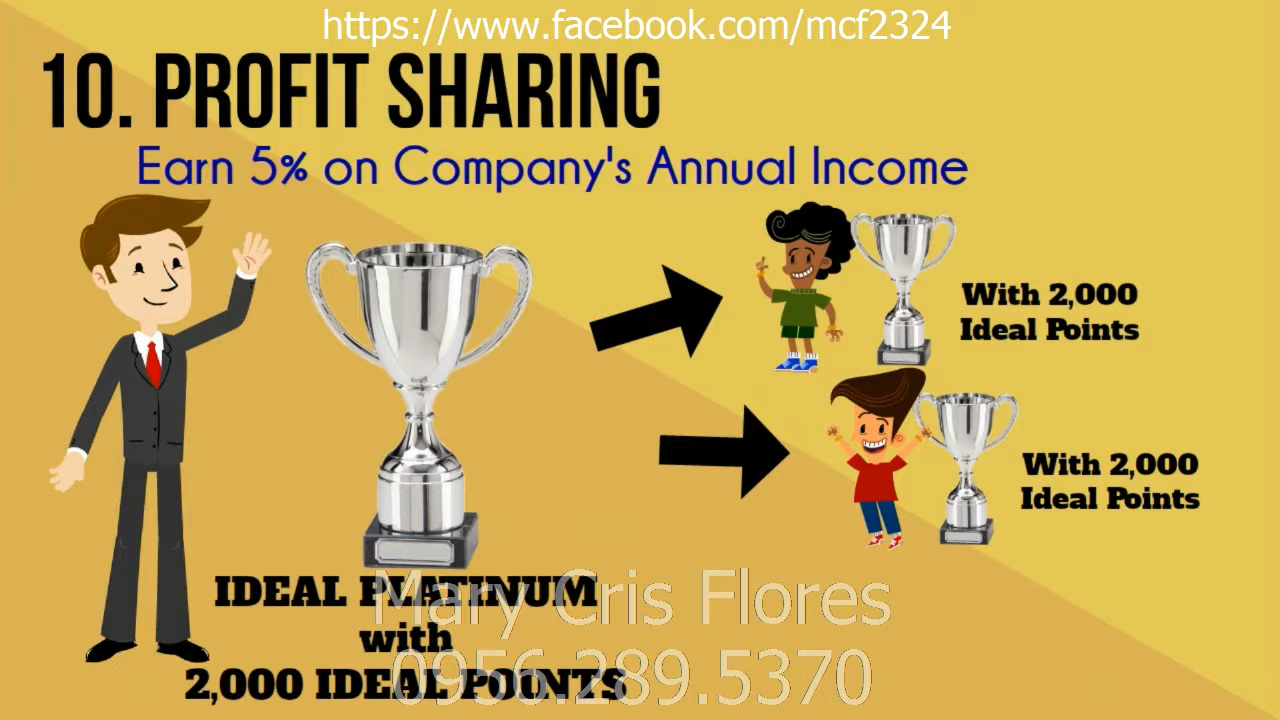 https://www.facebook.com/mcf2324
10. PROFIT SHARING
Earn 5% on Company's Annual Income
With 2,000
Ideal Points
With 2,000
Ideal Points
IDEAL PLATINUM
with
2,000 IDEAL POINTS
Mary Cris Flores
0956.289.5370